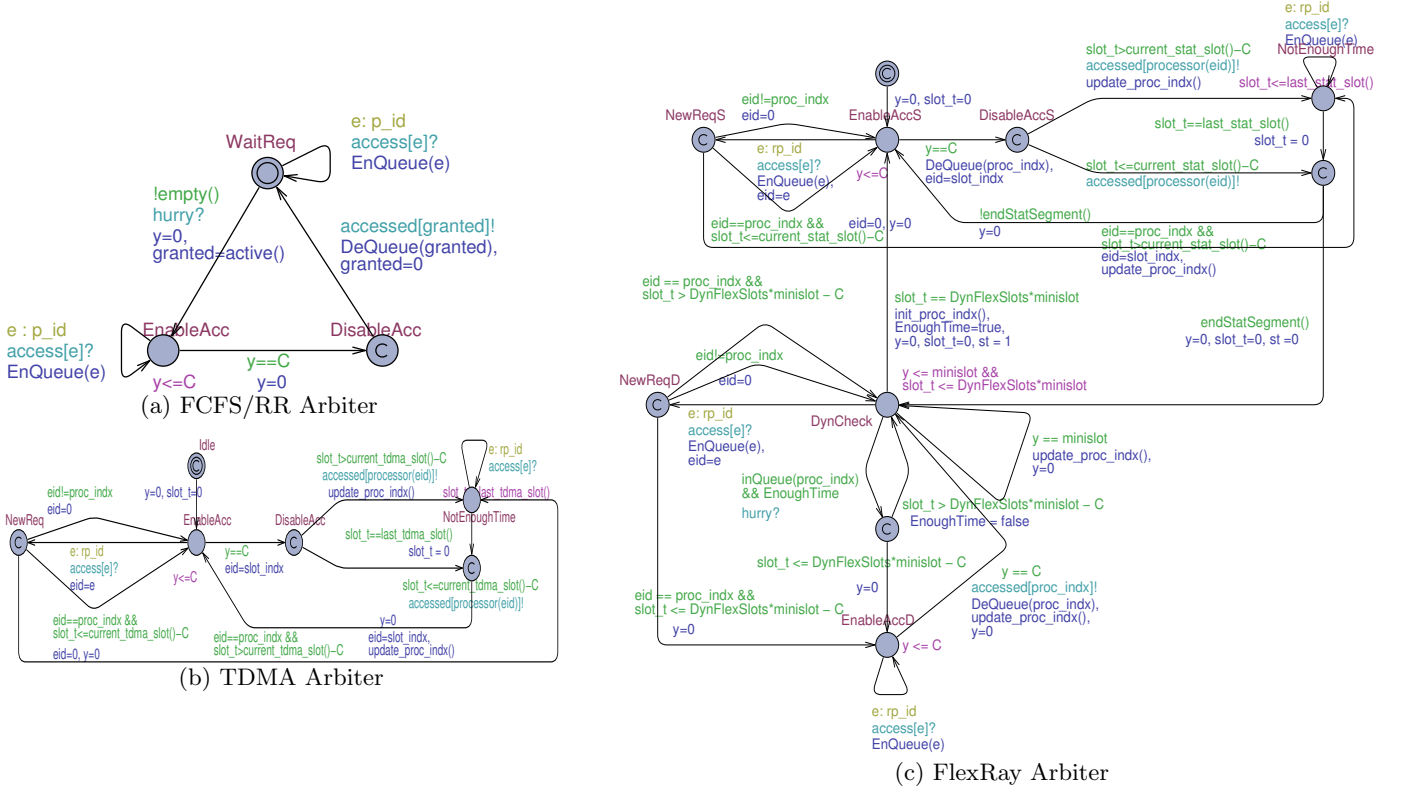 WaitReq
e: p_id
access[e]?
EnQueue(e)
!empty()
hurry?
y=0,
granted=active()
accessed[granted]!
DeQueue(granted),
granted=0
e : p_id
access[e]?
EnQueue(e)
EnableAcc
DisableAcc
C
y<=C
y==C
y=0
(a) FCFS/RR Arbiter
Idle
C
y=0, slot_t=0
slot_t>current_tdma_slot()-C
accessed[processor(eid)]!
update_proc_indx()
e: rp_id
access[e]?
last_tdma_slot()
NotEnoughTime
eid!=proc_indx
eid=0
NewReq
C
EnableAcc
DisableAcc
C
e: rp_id
access[e]?
eid=e
y<=C
y==C
eid=slot_indx
slot_t==last_tdma_slot()
slot_t = 0
C
slot_t<=current_tdma_slot()-C
accessed[processor(eid)]!
eid==proc_indx &&
slot_t<=current_tdma_slot()-C
eid=0, y=0
y=0
eid==proc_indx &&
slot_t>current_tdma_slot()-C
eid=slot_indx,
update_proc_indx()
(b) TDMA Arbiter
e: rp_id
access[e]?
EnQueue(e)
NotEnoughTime
slot_t<=last_stat_slot()
slot_t>current_stat_slot()-C
accessed[processor(eid)]!
update_proc_indx()
C
y=0, slot_t=0
eid!=proc_indx
eid=0
NewReqS
C
EnableAccS
DisableAccS
C
e: rp_id
access[e]?
EnQueue(e),
eid=e
y<=C
y==C
DeQueue(proc_indx),
eid=slot_indx
slot_t==last_stat_slot()
slot_t = 0
C
slot_t<=current_stat_slot()-C
accessed[processor(eid)]!
eid==proc_indx &&
slot_t<=current_stat_slot()-C
eid=0, y=0
!endStatSegment()
y=0
eid==proc_indx &&
slot_t>current_stat_slot()-C
eid=slot_indx,
update_proc_indx()
eid == proc_indx &&
slot_t > DynFlexSlots*minislot - C
slot_t == DynFlexSlots*minislot
init_proc_indx(),
EnoughTime=true,
y=0, slot_t=0, st = 1
endStatSegment()
y=0, slot_t=0, st =0
eid!=proc_indx
eid=0
y <= minislot &&
slot_t <= DynFlexSlots*minislot
NewReqD
C
DynCheck
e: rp_id
access[e]?
EnQueue(e),
eid=e
y == minislot
update_proc_indx(),
y=0
inQueue(proc_indx)
&& EnoughTime
hurry?
slot_t > DynFlexSlots*minislot - C
EnoughTime = false
C
slot_t <= DynFlexSlots*minislot - C
y=0
y == C
accessed[proc_indx]!
DeQueue(proc_indx),
update_proc_indx(),
y=0
eid == proc_indx &&
slot_t <= DynFlexSlots*minislot - C
y=0
EnableAccD
y <= C
e: rp_id
access[e]?
EnQueue(e)
(c) FlexRay Arbiter